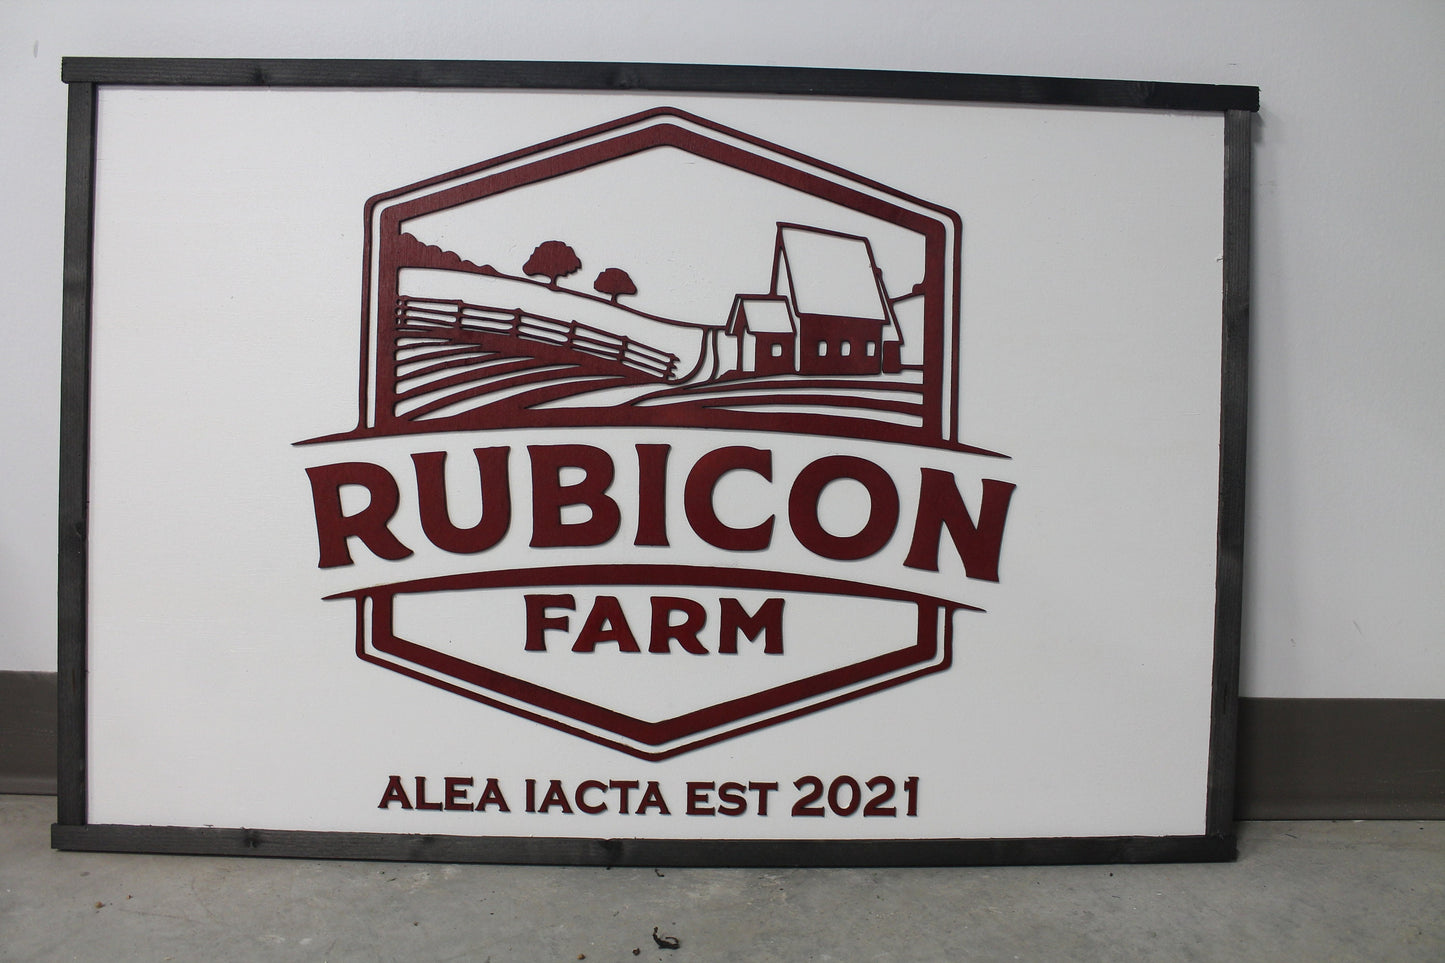 RUBICON
FARM
ALEA IACTA EST 2021